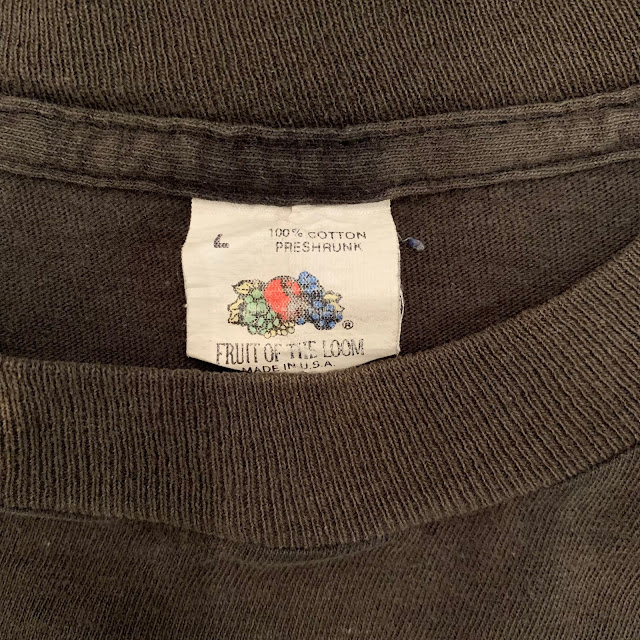 L
100% COTTON
PRESHRUNK
®
FRUIT OF THE LOOM
MADE IN U.S.A.